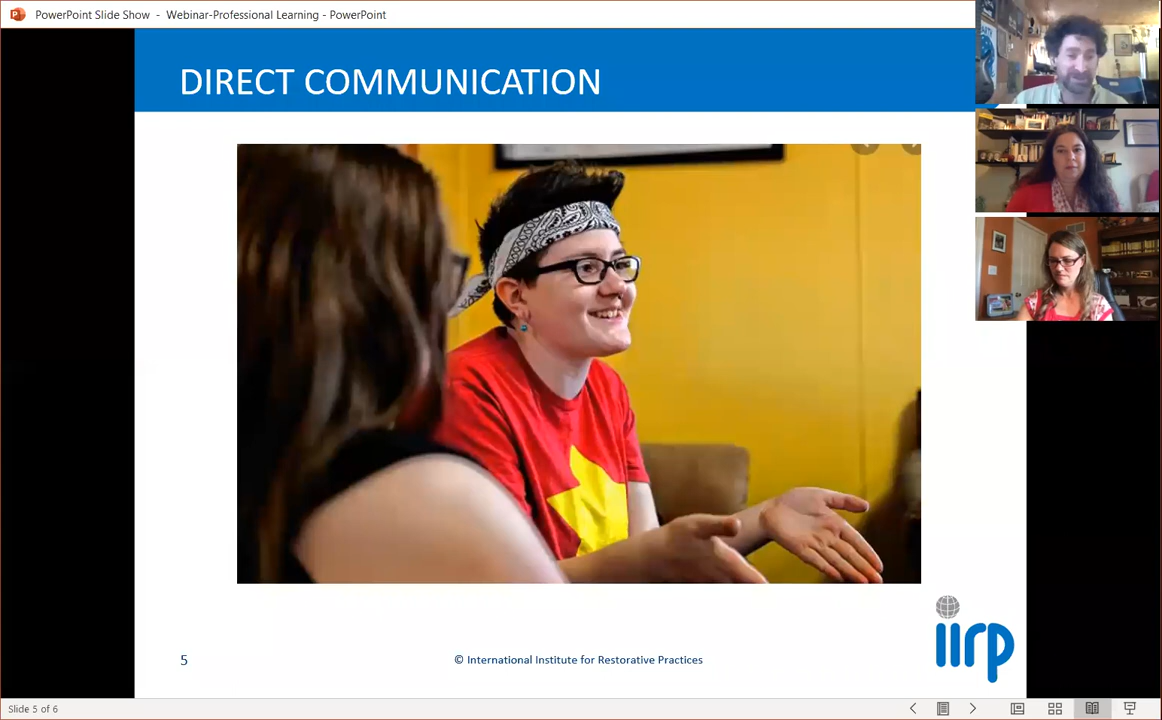 PowerPoint Slide Show - Webinar-Professional Learning - PowerPoint
DIRECT COMMUNICATION
iirp
5
© International Institute for Restorative Practices
Slide 5 of 6